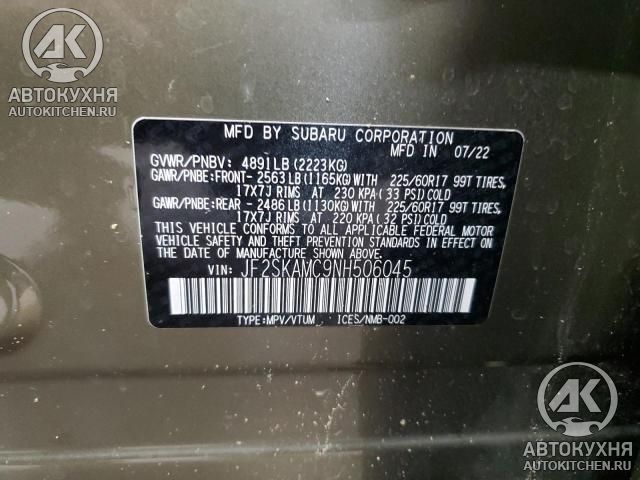 AK
АВТОКУХНЯ
AUTOKITCHEN.RU
MFD BY SUBARU CORPORATION
GVWR/PNBV: 4891LB (2223KG) MFD IN 07/22
GAWR/PNBE:FRONT- 2563LB (1165KG) WITH 225/60R17 99T TIRES,
17X7J RIMS AT 230 KPA (33 PSI) COLD
GAWR/PNBE:REAR - 2486LB (1130KG) WITH 225/60R17 99T TIRES,
17X7J RIMS AT 220 KPA (32 PSI) COLD
THIS VEHICLE CONFORMS TO ALL APPLICABLE FEDERAL MOTOR
VEHICLE SAFETY AND THEFT PREVENTION STANDARDS IN
EFFECT ON THE DATE OF MANUFACTURE SHOWN ABOVE.
VIN: JF2SKAMC9NH506045
TYPE:MPV/VTUM ICES/NMB-002
AK
АВТОКУХНЯ
AUTOKITCHEN.RU